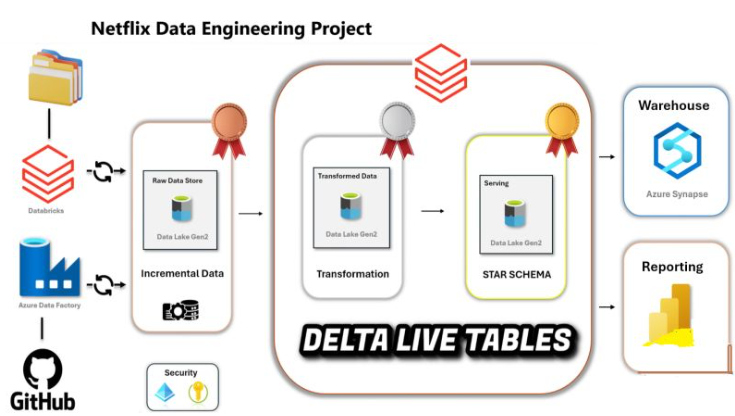 Netflix Data Engineering Project
Databricks
Azure Data Factory
GitHub
Raw Data Store
Data Lake Gen2
Incremental Data
Security
Transformed Data
Data Lake Gen2
Transformation
Serving
Data Lake Gen2
STAR SCHEMA
DELTA LIVE TABLES
Warehouse
Azure Synapse
Reporting